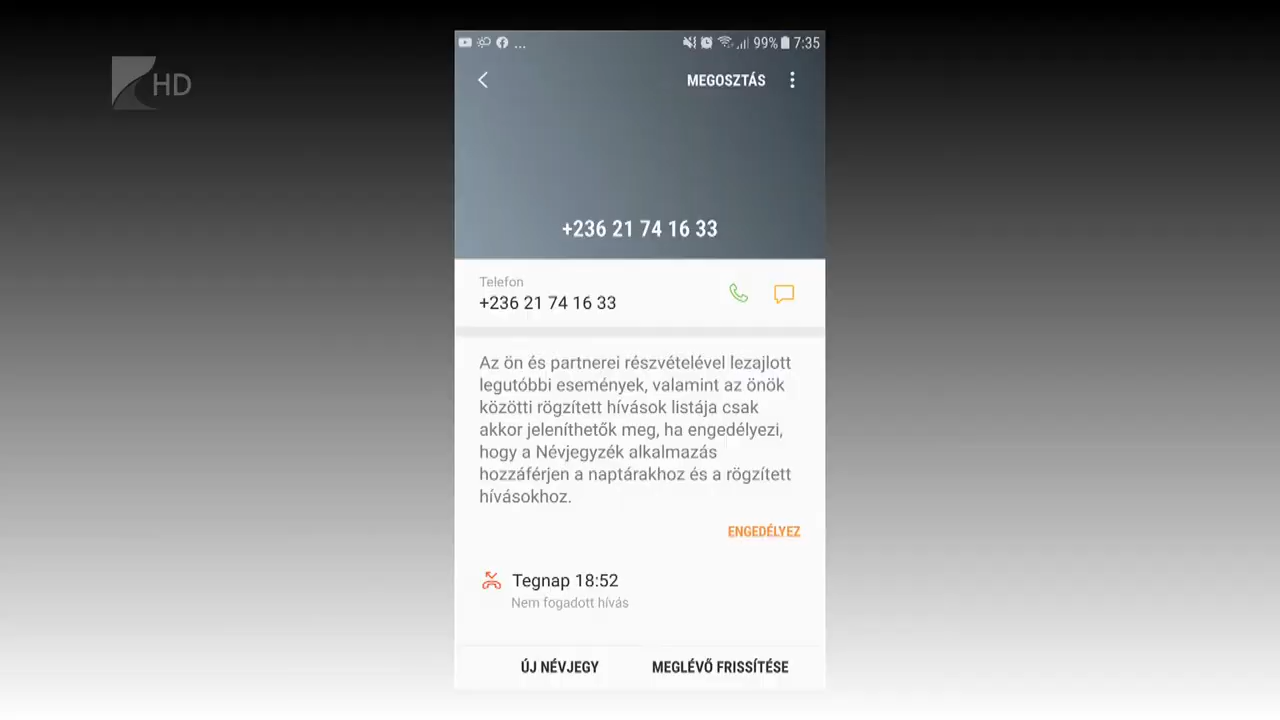 HD
... 99% 7:35
MEGOSZTÁS
+236 21 74 16 33
Telefon
+236 21 74 16 33
Az ön és partnerei részvételével lezajlott
legutóbbi események, valamint az önök
közötti rögzített hívások listája csak
akkor jeleníthetők meg, ha engedélyezi,
hogy a Névjegyzék alkalmazás
hozzáférjen a naptárakhoz és a rögzített
hívásokhoz.
ENGEDÉLYEZ
Tegnap 18:52
Nem fogadott hívás
ÚJ NÉVJEGY MEGLÉVŐ FRISSÍTÉSE